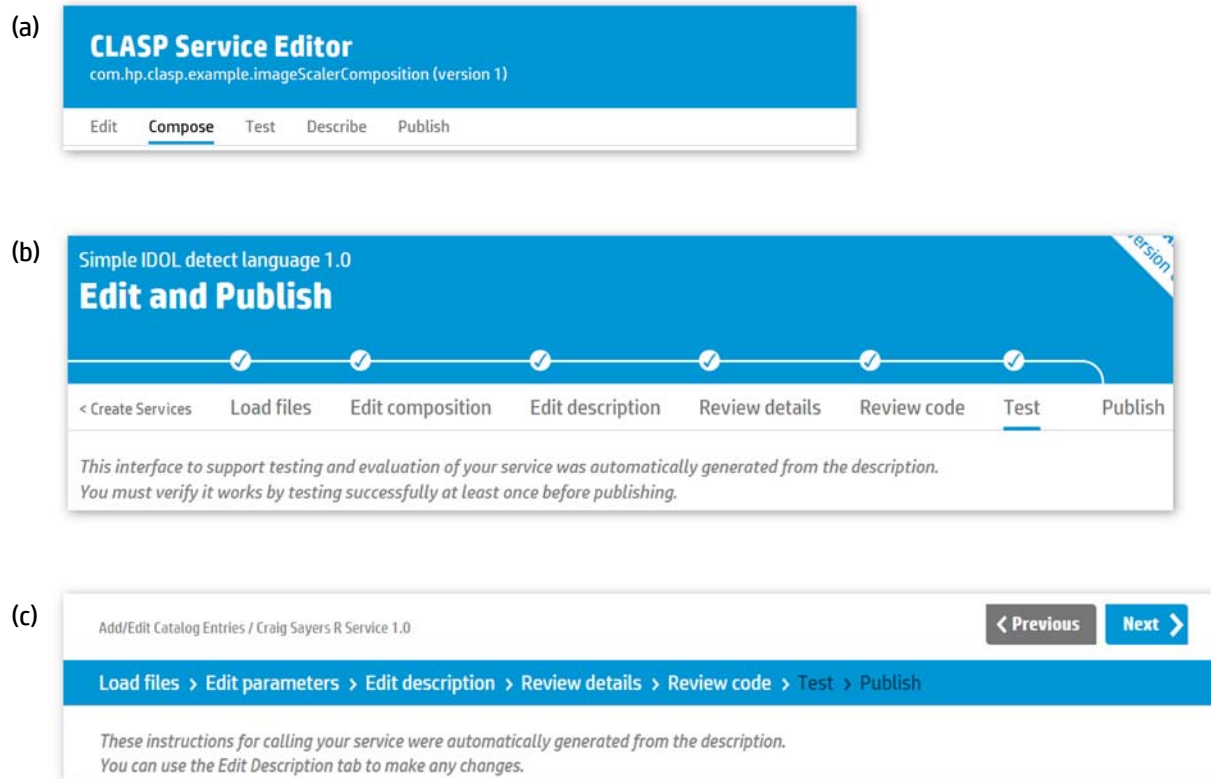 (a)
CLASP Service Editor
com.hp.clasp.example.imageScalerComposition (version 1)
Edit Compose Test Describe Publish
(b)
Simple IDOL detect language 1.0
Edit and Publish
< Create Services Load files Edit composition Edit description Review details Review code Test Publish
This interface to support testing and evaluation of your service was automatically generated from the description.
You must verify it works by testing successfully at least once before publishing.
(c)
Add/Edit Catalog Entries / Craig Sayers R Service 1.0
< Previous Next >
Load files > Edit parameters > Edit description > Review details > Review code > Test > Publish
These instructions for calling your service were automatically generated from the description.
You can use the Edit Description tab to make any changes.